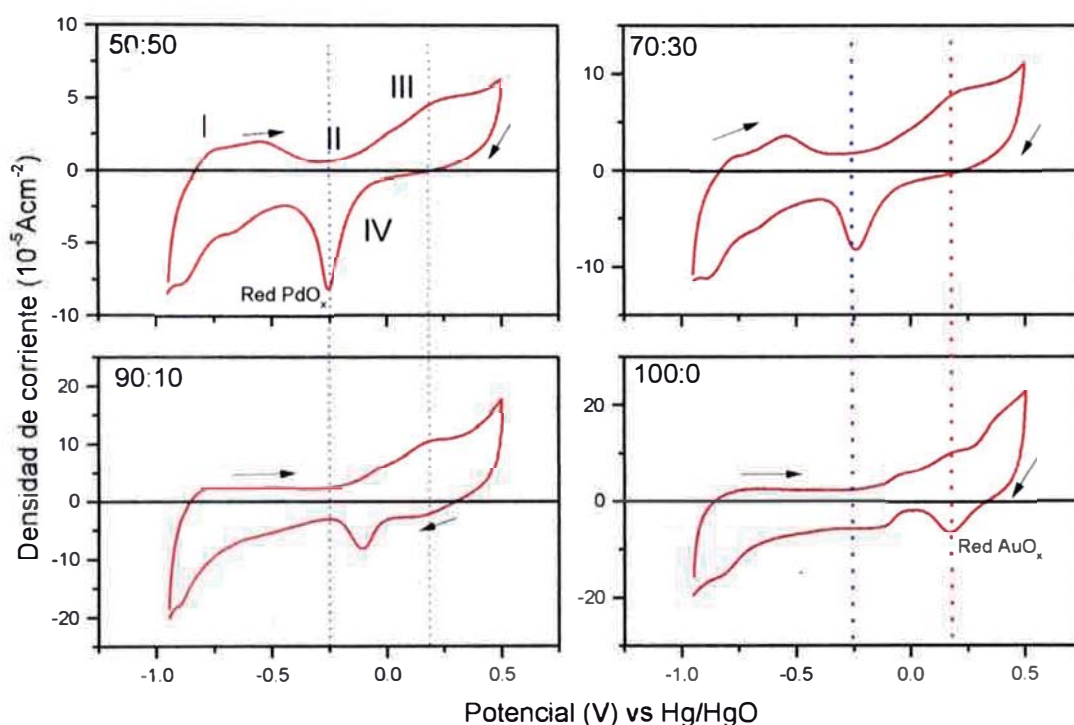 50:50
10
5
0
-5
-10
I
II
III
IV
Red PdOₓ
70:30
10
0
-10
90:10
20
10
0
-10
-20
-1.0 -0.5 0.0 0.5
100:0
20
0
-20
Red AuOₓ
-1.0 -0.5 0.0 0.5
Densidad de corriente (10⁻⁵Acm⁻²)
Potencial (V) vs Hg/HgO